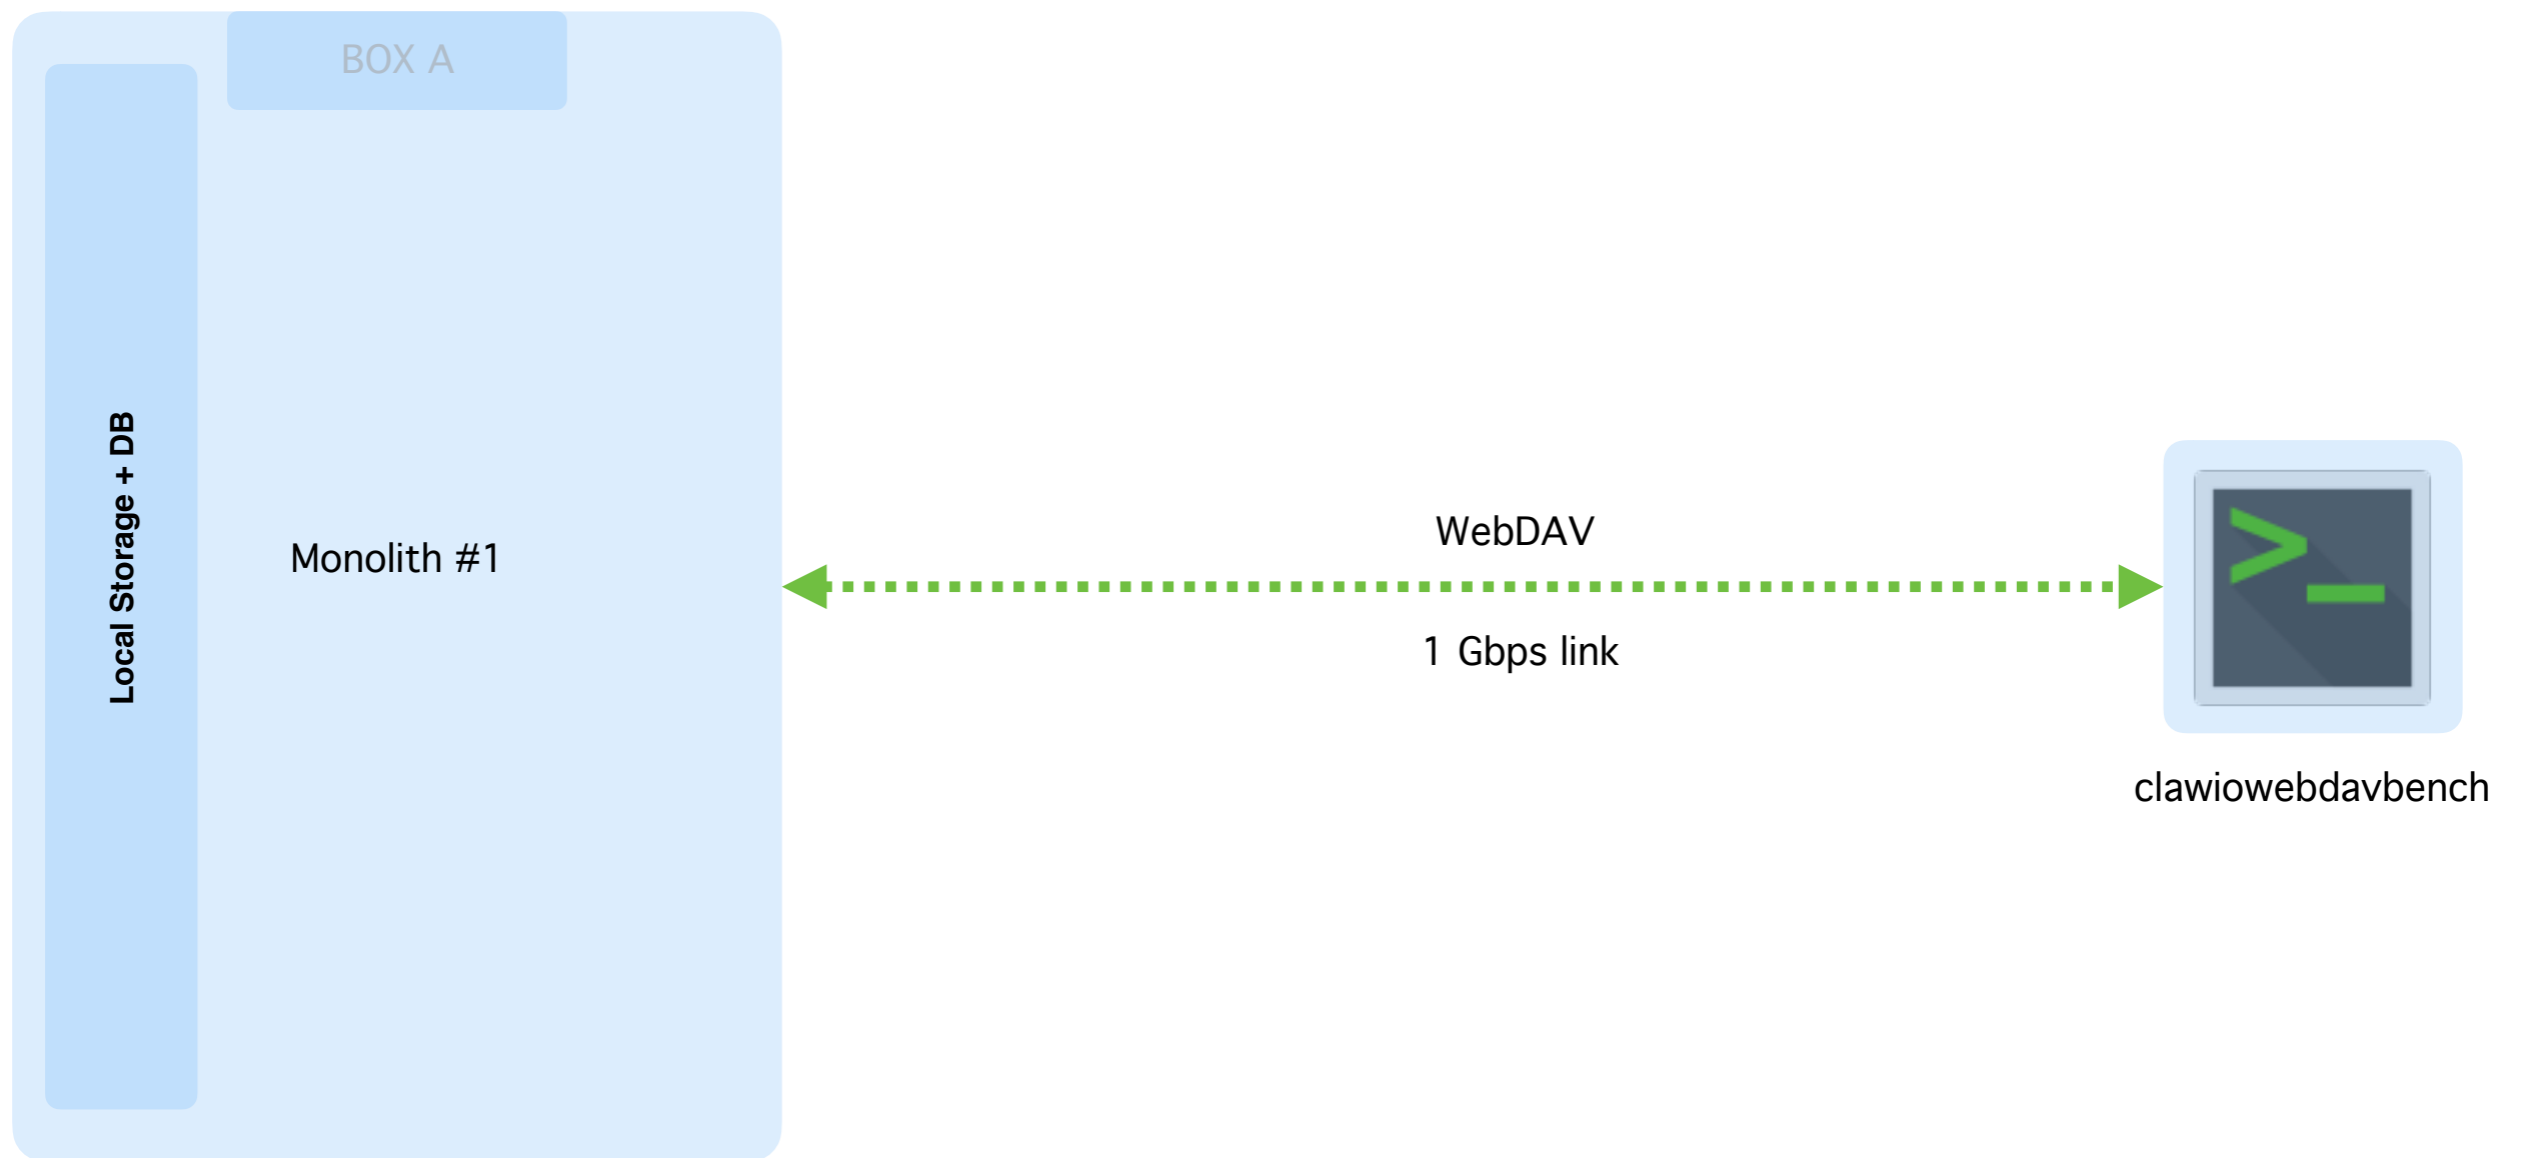 BOX A
Local Storage + DB
Monolith #1
WebDAV
1 Gbps link
>_
clawiowebdavbench